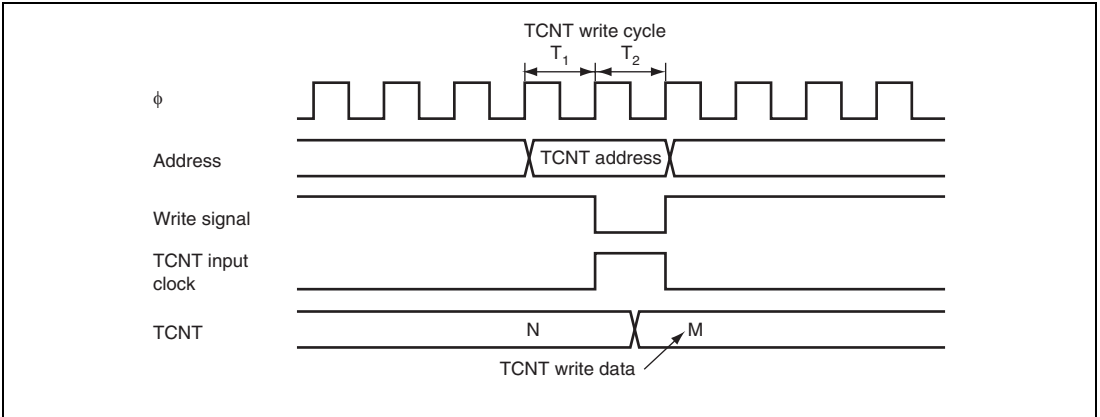 TCNT write cycle
T1 T2
ϕ
Address
TCNT address
Write signal
TCNT input
clock
TCNT
N
M
TCNT write data